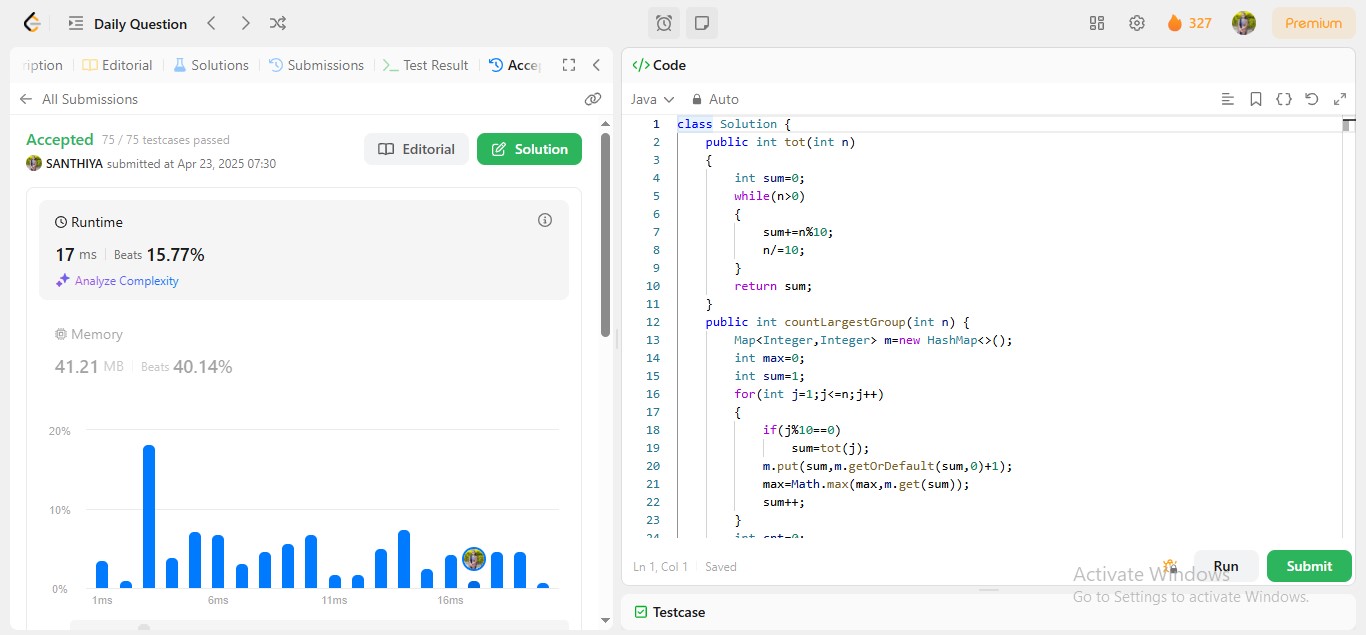 Daily Question
327
Premium
ription
Editorial
Solutions
Submissions
Test Result
Accep
All Submissions
Accepted 75 / 75 testcases passed
SANTHIYA submitted at Apr 23, 2025 07:30
Editorial
Solution
Runtime
17 ms | Beats 15.77%
Analyze Complexity
Memory
41.21 MB | Beats 40.14%
20%
10%
0%
1ms
6ms
11ms
16ms
</> Code
Java
Auto
1 class Solution {
2 public int tot(int n)
3 {
4 int sum=0;
5 while(n>0)
6 {
7 sum+=n%10;
8 n/=10;
9 }
10 return sum;
11 }
12 public int countLargestGroup(int n) {
13 Map<Integer,Integer> m=new HashMap<>();
14 int max=0;
15 int sum=1;
16 for(int j=1;j<=n;j++)
17 {
18 if(j%10==0)
19 sum=tot(j);
20 m.put(sum,m.getOrDefault(sum,0)+1);
21 max=Math.max(max,m.get(sum));
22 sum++;
23 }
24 int cnt=0;
Ln 1, Col 1 | Saved
Run
Submit
Activate Windows
Go to Settings to activate Windows.
Testcase